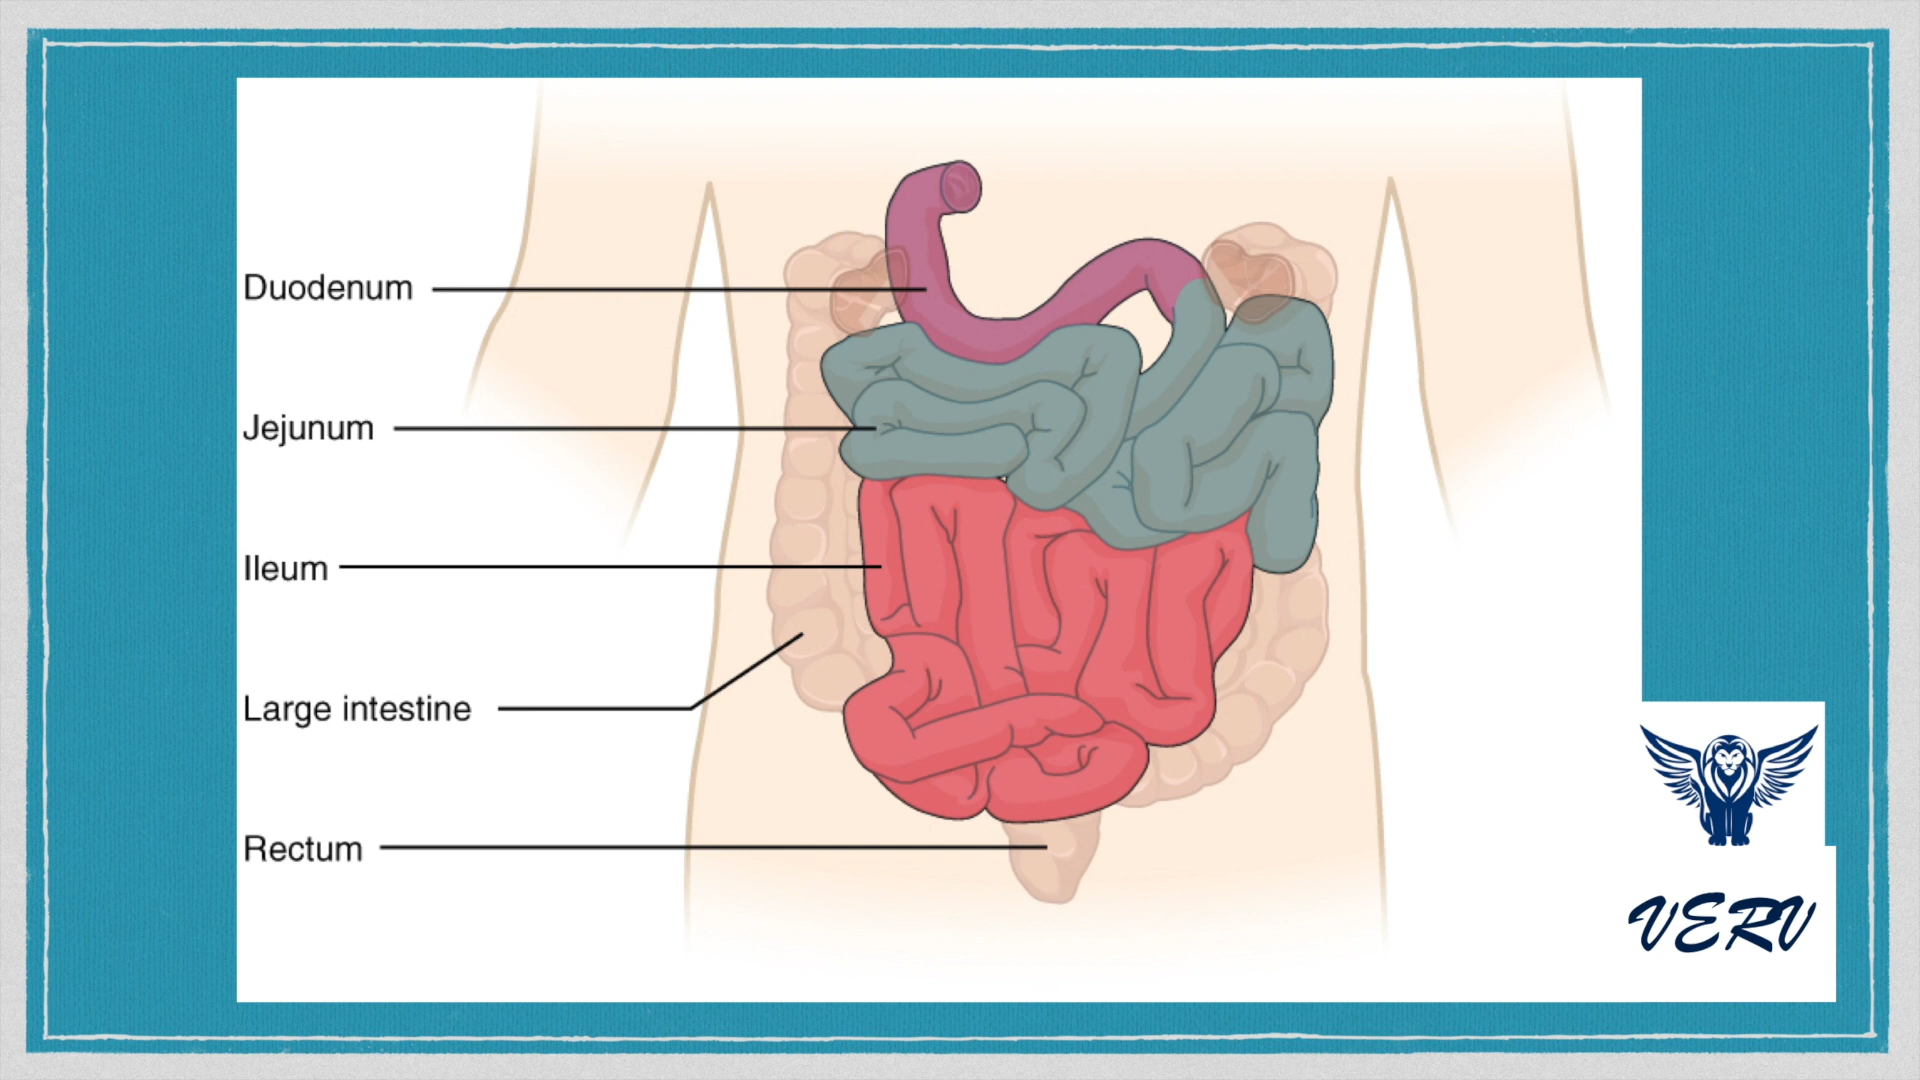 Duodenum
Jejunum
Ileum
Large intestine
Rectum
VERV